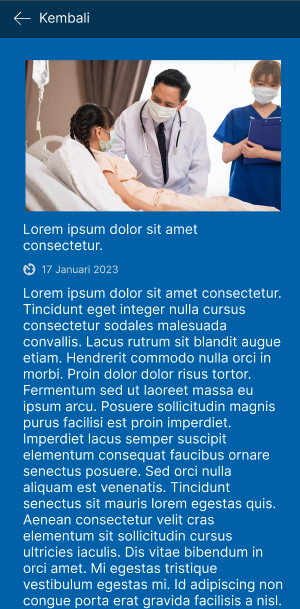 Kembali
Lorem ipsum dolor sit amet
consectetur.
17 Januari 2023
Lorem ipsum dolor sit amet consectetur.
Tincidunt eget integer nulla cursus
consectetur sodales malesuada
convallis. Lacus rutrum sit blandit augue
etiam. Hendrerit commodo nulla orci in
morbi. Proin dolor dolor risus tortor.
Fermentum sed ut laoreet massa eu
ipsum arcu. Posuere sollicitudin magnis
purus facilisi est proin imperdiet.
Imperdiet lacus semper suscipit
elementum consequat faucibus ornare
senectus posuere. Sed orci nulla
aliquam est venenatis. Tincidunt
senectus sit mauris lorem egestas quis.
Aenean consectetur velit cras
elementum sit sollicitudin cursus
ultricies iaculis. Dis vitae bibendum in
orci amet. Mi egestas tristique
vestibulum egestas mi. Id adipiscing non
congue porta erat gravida facilisis a nisl.